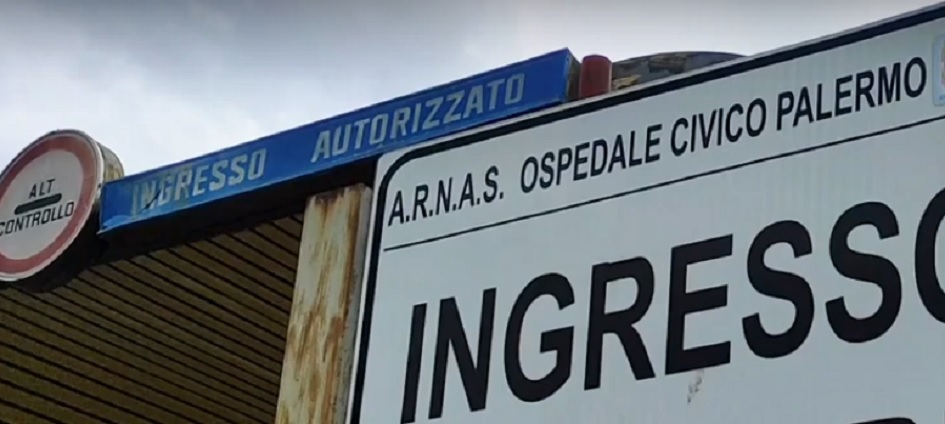 ALT
CONTROLLO
INGRESSO AUTORIZZATO
A.R.N.A.S. OSPEDALE CIVICO PALERMO
INGRESSO